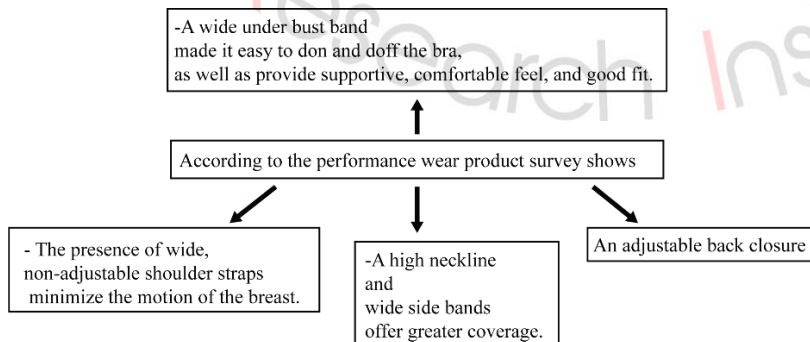 research Ins
-A wide under bust band
made it easy to don and doff the bra,
as well as provide supportive, comfortable feel, and good fit.
According to the performance wear product survey shows
- The presence of wide,
non-adjustable shoulder straps
minimize the motion of the breast.
-A high neckline
and
wide side bands
offer greater coverage.
An adjustable back closure